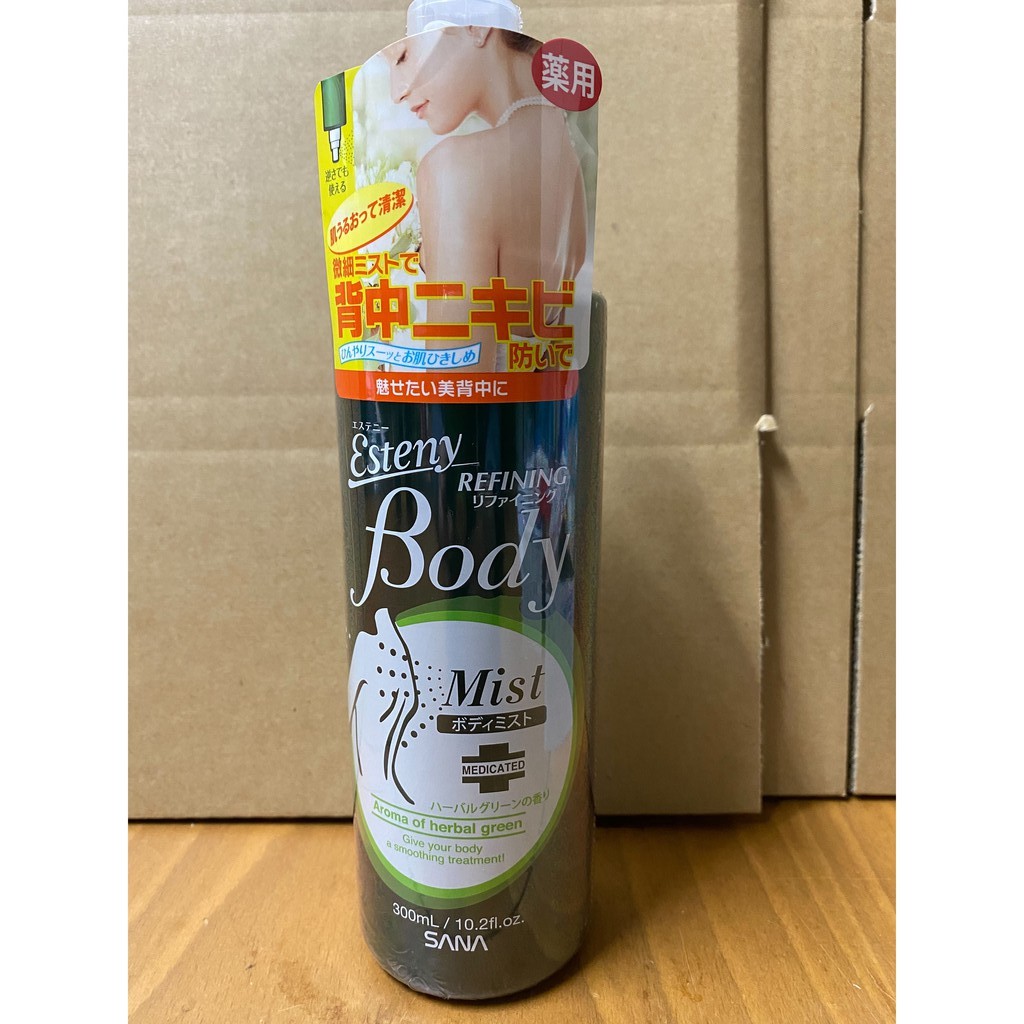 薬用
逆さでも
使える
肌うるおって清潔
微細ミストで
背中ニキビ
ひんやりスーッとお肌ひきしめ
防いで
魅せたい美背中に
エステニー
Esteny
REFINING
リファイニング
Body
Mist
ボディミスト
MEDICATED
ハーバルグリーンの香り
Aroma of herbal green
Give your body
a smoothing treatment!
300mL / 10.2fl.oz.
SANA